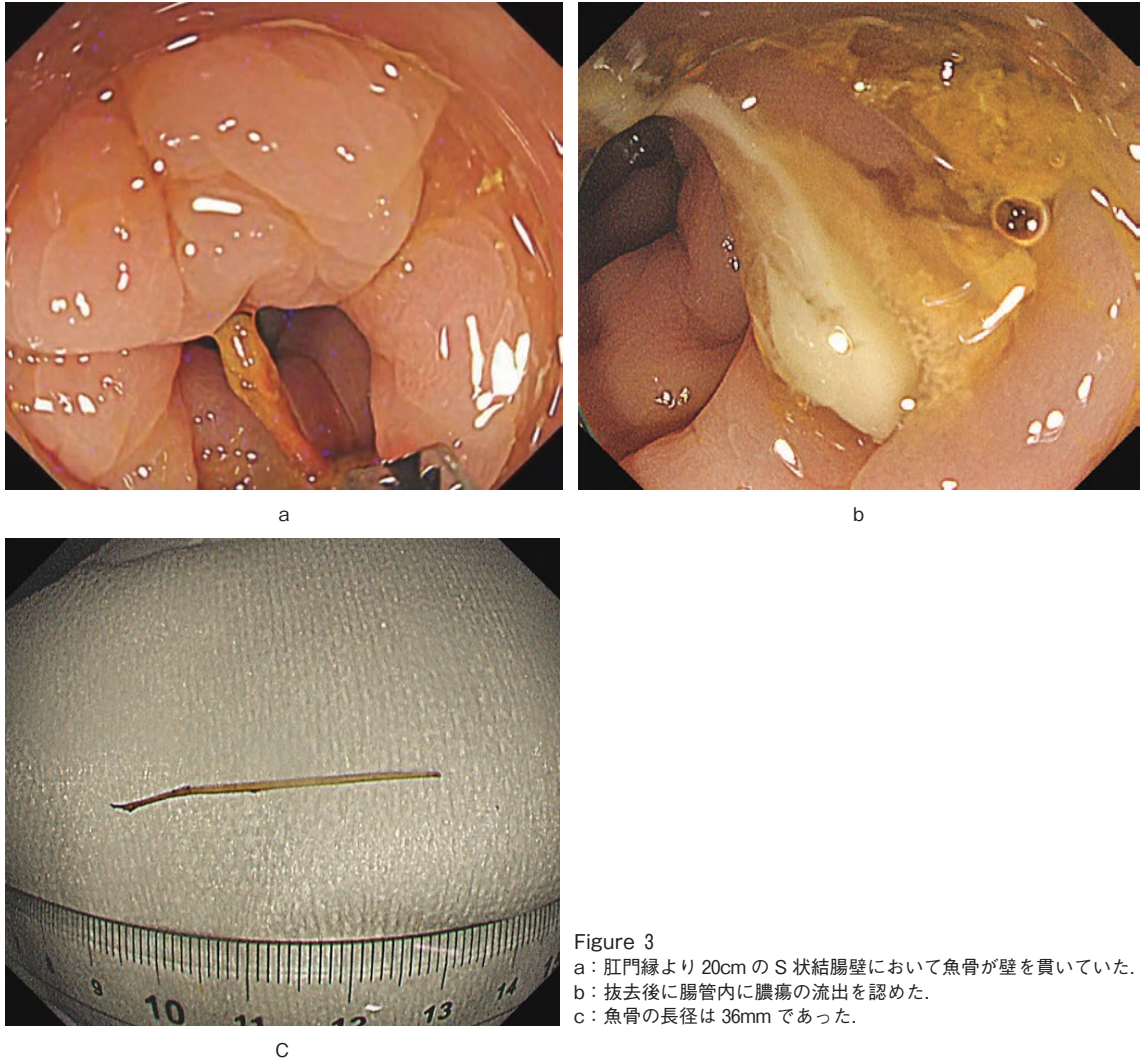 a
b
9
10
11
12
13
14
C
Figure 3
a：肛門縁より 20cm の S 状結腸壁において魚骨が壁を貫いていた．
b：抜去後に腸管内に膿瘍の流出を認めた．
c：魚骨の長径は 36mm であった．